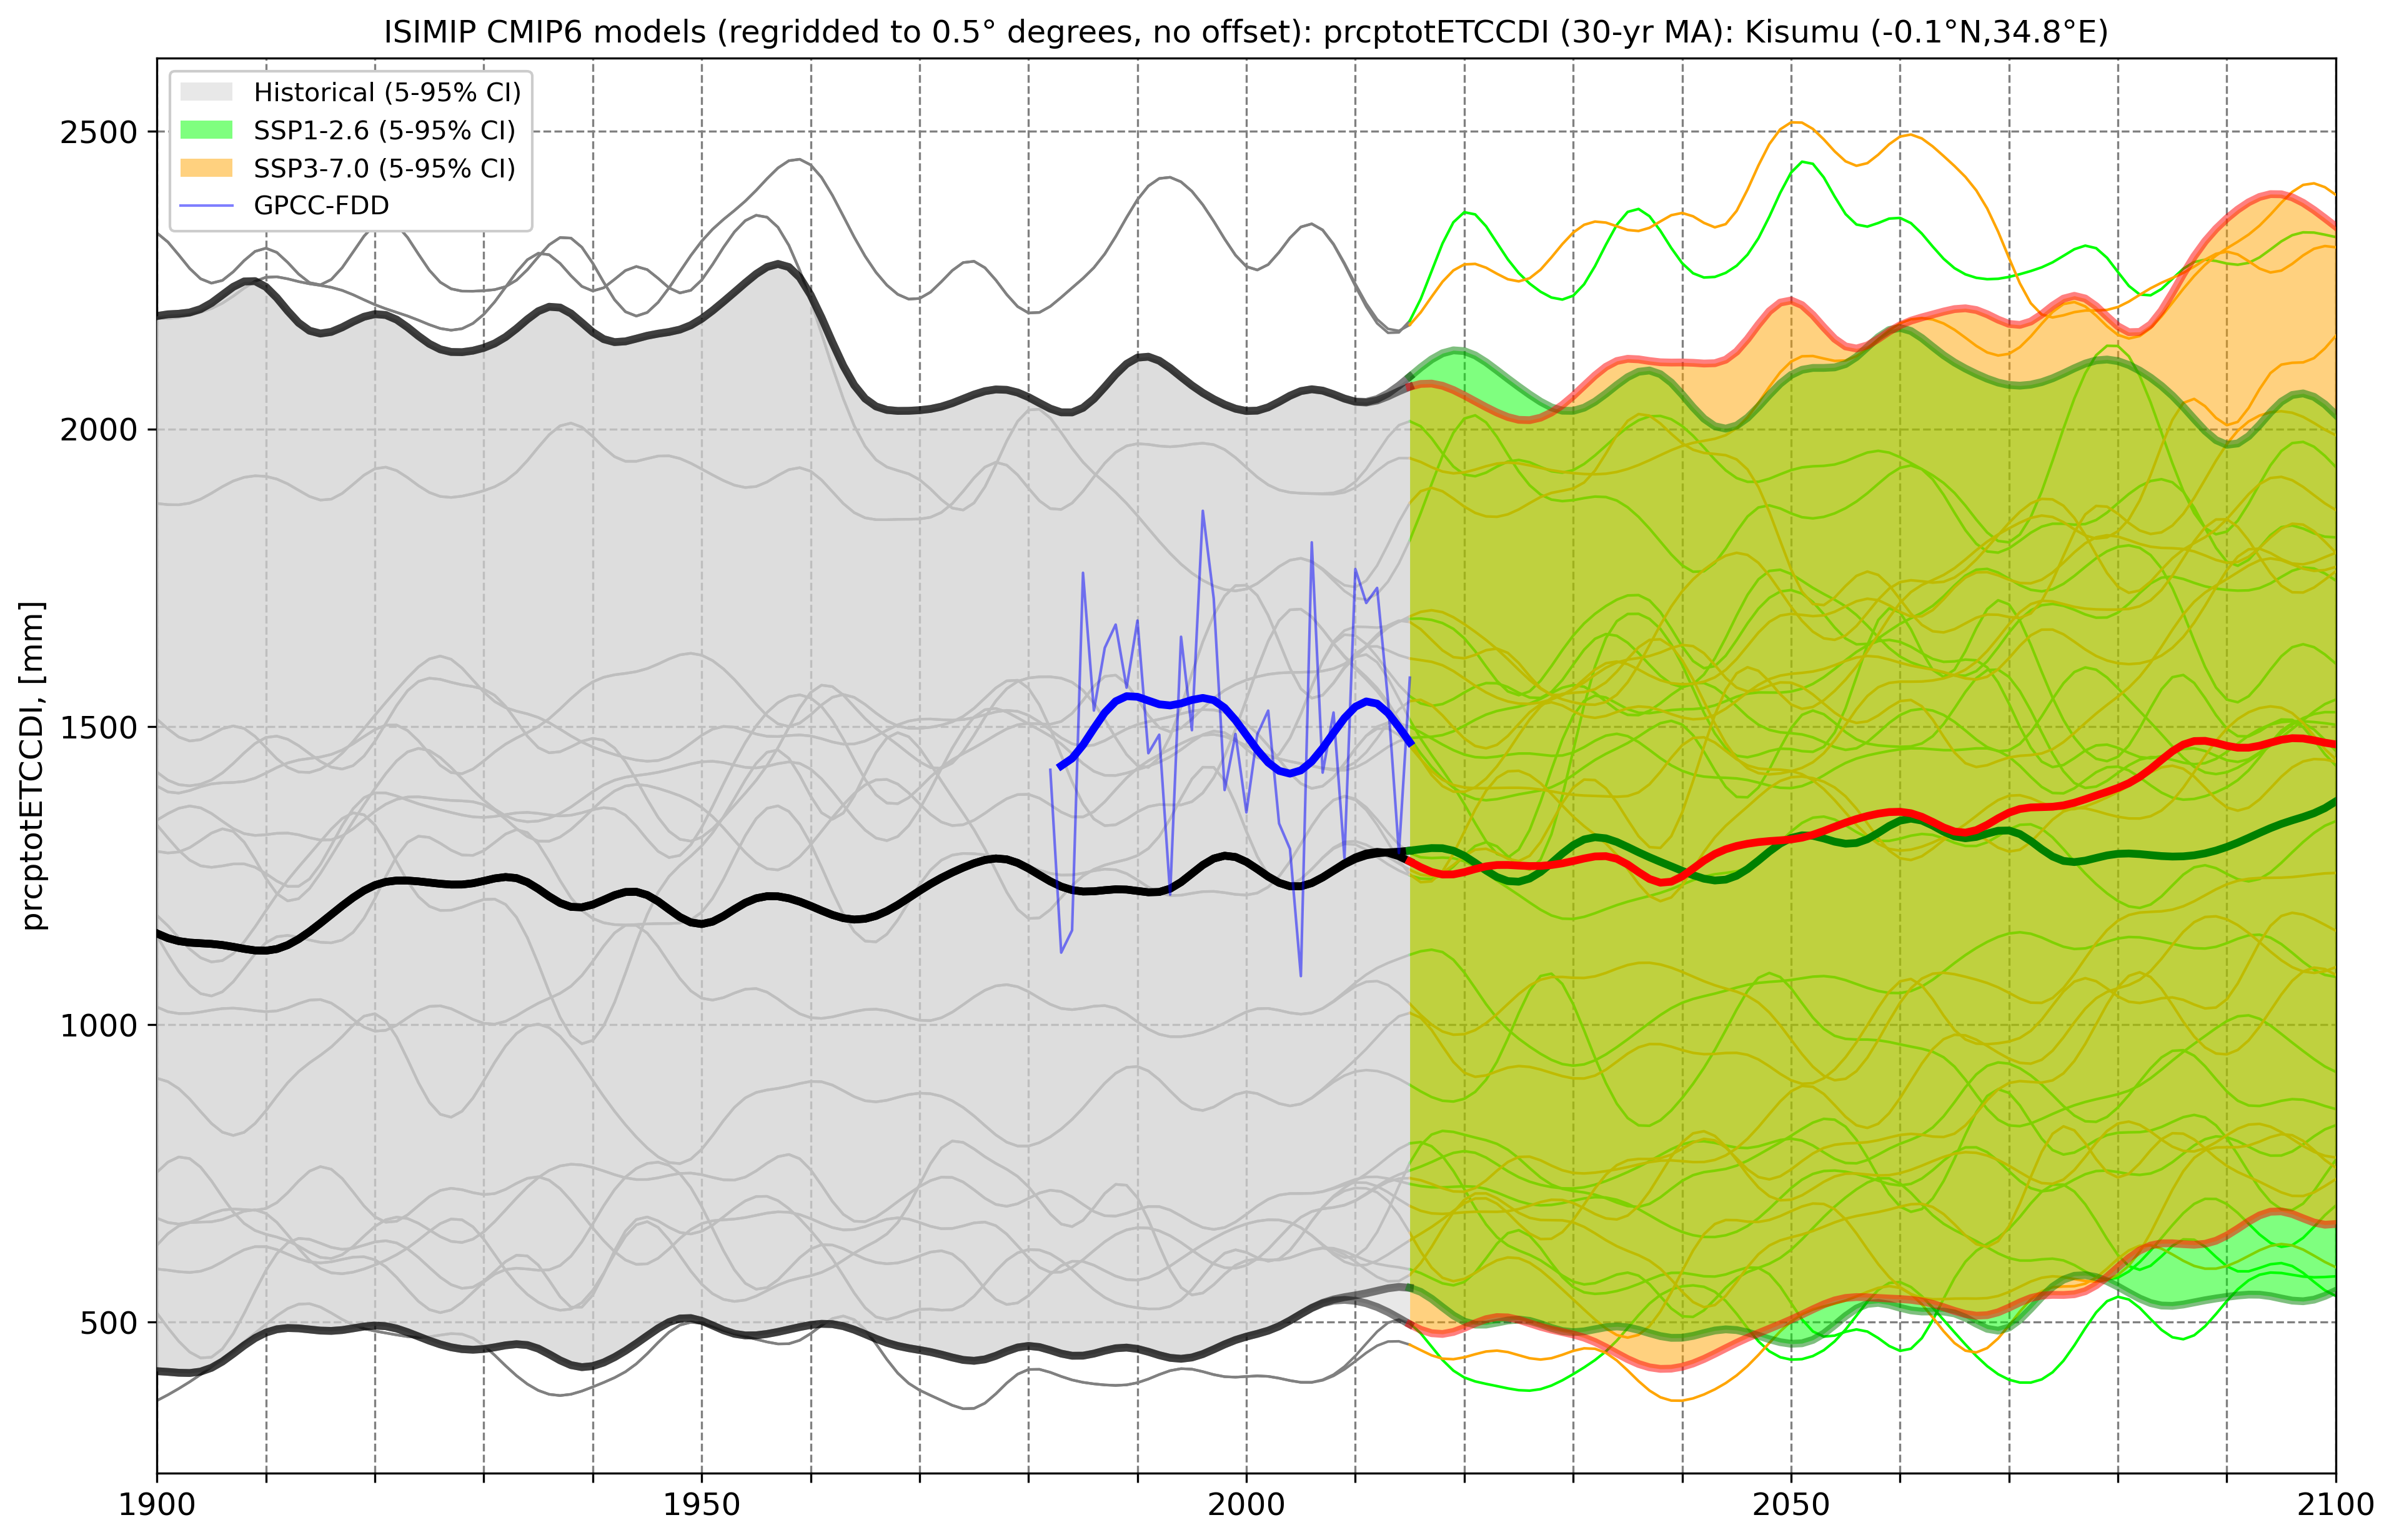 ISIMIP CMIP6 models (regridded to 0.5° degrees, no offset): prcptotETCCDI (30-yr MA): Kisumu (-0.1°N,34.8°E)
Historical (5-95% CI)
SSP1-2.6 (5-95% CI)
SSP3-7.0 (5-95% CI)
GPCC-FDD
prcptotETCCDI, [mm]
2500
2000
1500
1000
500
1900
1950
2000
2050
2100